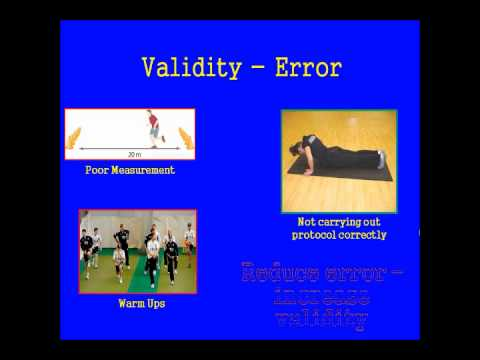 Validity - Error
20 m
Poor Measurement
Not carrying out
protocol correctly
Warm Ups
Reduce error -
increase
validity